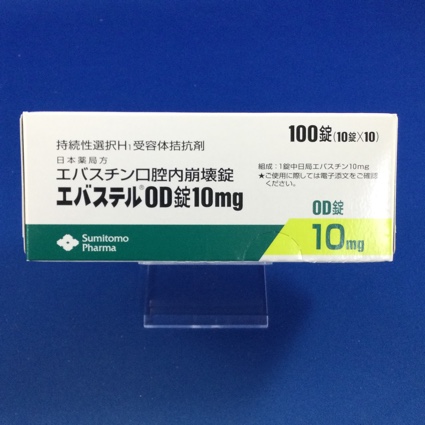 持続性選択H₁受容体拮抗剤
日本薬局方
エバスチン口腔内崩壊錠
エバステル®OD錠10mg
100錠(10錠×10)
組成:1錠中日局エバスチン10mg
★ご使用に際しては電子添文をご確認
ください。
OD錠
10mg
Sumitomo
Pharma